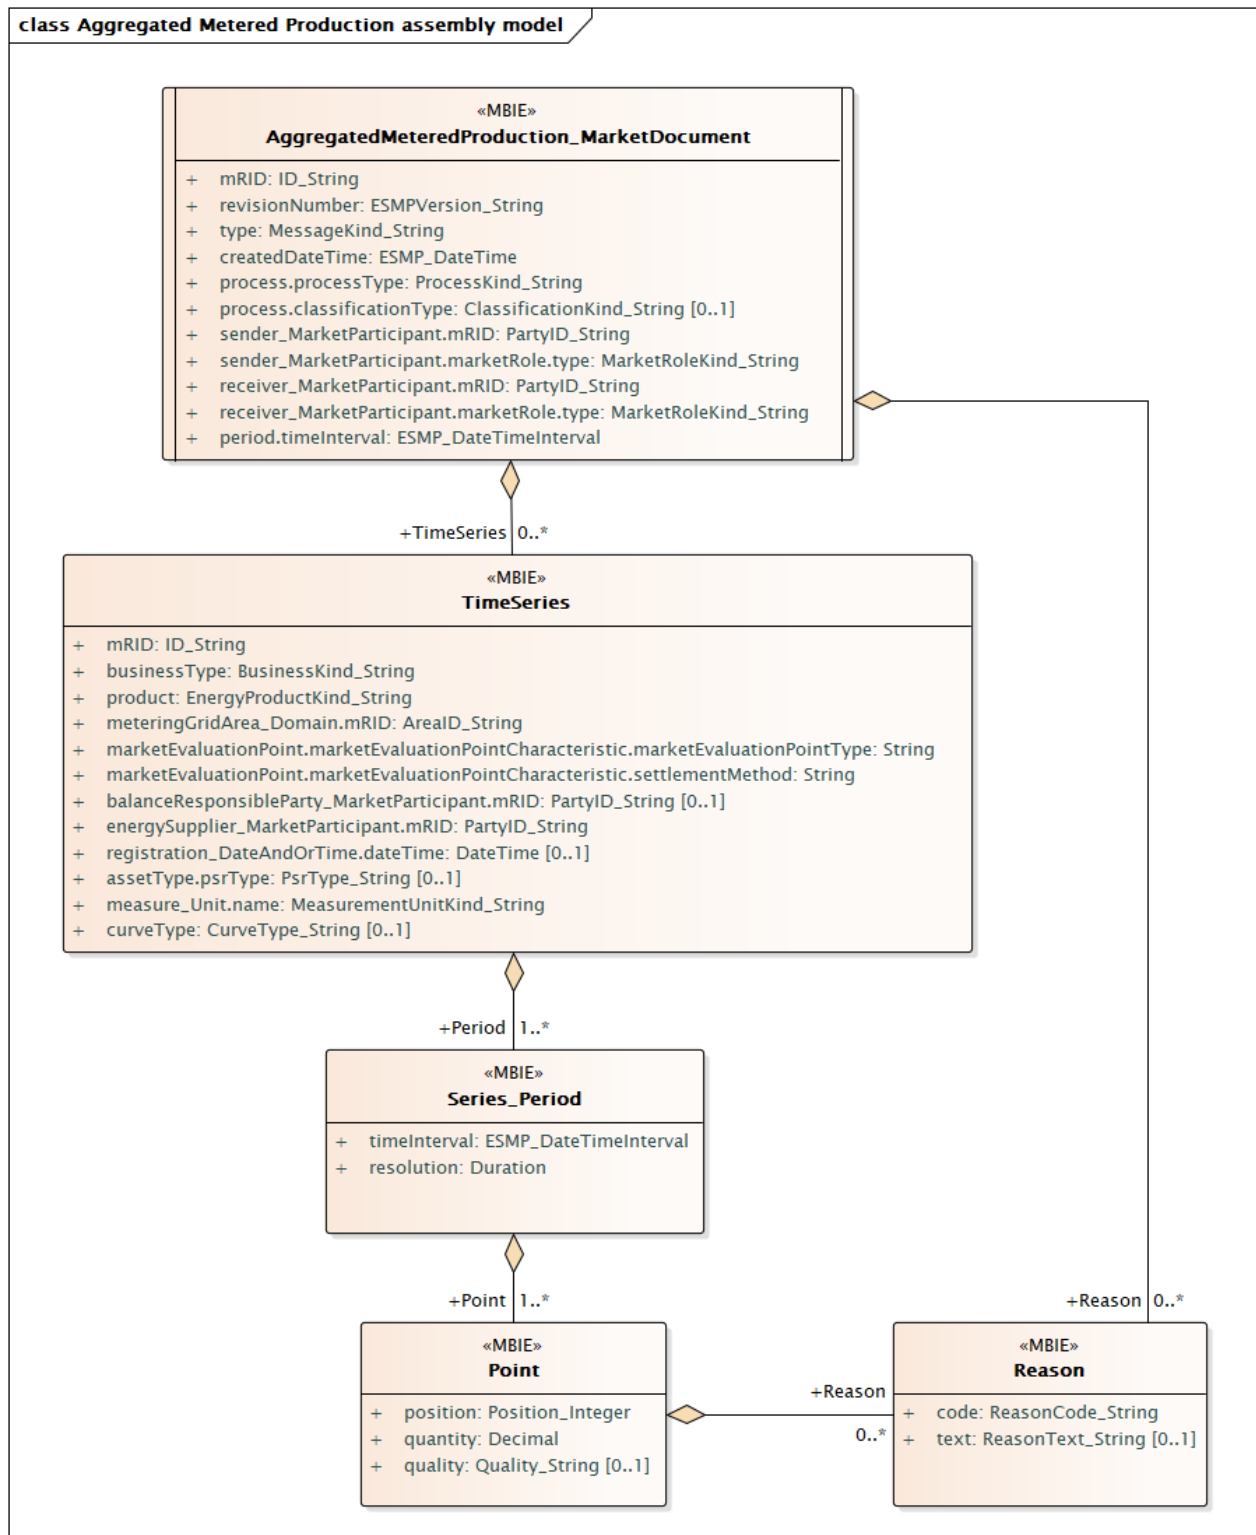 class Aggregated Metered Production assembly model
«MBIE»
AggregatedMeteredProduction_MarketDocument
+ mRID: ID_String
+ revisionNumber: ESMPVersion_String
+ type: MessageKind_String
+ createdDateTime: ESMP_DateTime
+ process.processType: ProcessKind_String
+ process.classificationType: ClassificationKind_String [0..1]
+ sender_MarketParticipant.mRID: PartyID_String
+ sender_MarketParticipant.marketRole.type: MarketRoleKind_String
+ receiver_MarketParticipant.mRID: PartyID_String
+ receiver_MarketParticipant.marketRole.type: MarketRoleKind_String
+ period.timeInterval: ESMP_DateTimeInterval
+TimeSeries 0..*
«MBIE»
TimeSeries
+ mRID: ID_String
+ businessType: BusinessKind_String
+ product: EnergyProductKind_String
+ meteringGridArea_Domain.mRID: AreaID_String
+ marketEvaluationPoint.marketEvaluationPointCharacteristic.marketEvaluationPointType: String
+ marketEvaluationPoint.marketEvaluationPointCharacteristic.settlementMethod: String
+ balanceResponsibleParty_MarketParticipant.mRID: PartyID_String [0..1]
+ energySupplier_MarketParticipant.mRID: PartyID_String
+ registration_DateAndOrTime.dateTime: DateTime [0..1]
+ assetType.psrType: PsrType_String [0..1]
+ measure_Unit.name: MeasurementUnitKind_String
+ curveType: CurveType_String [0..1]
+Period 1..*
«MBIE»
Series_Period
+ timeInterval: ESMP_DateTimeInterval
+ resolution: Duration
+Point 1..*
+Reason 0..*
«MBIE»
Point
+ position: Position_Integer
+ quantity: Decimal
+ quality: Quality_String [0..1]
+Reason
0..*
«MBIE»
Reason
+ code: ReasonCode_String
+ text: ReasonText_String [0..1]